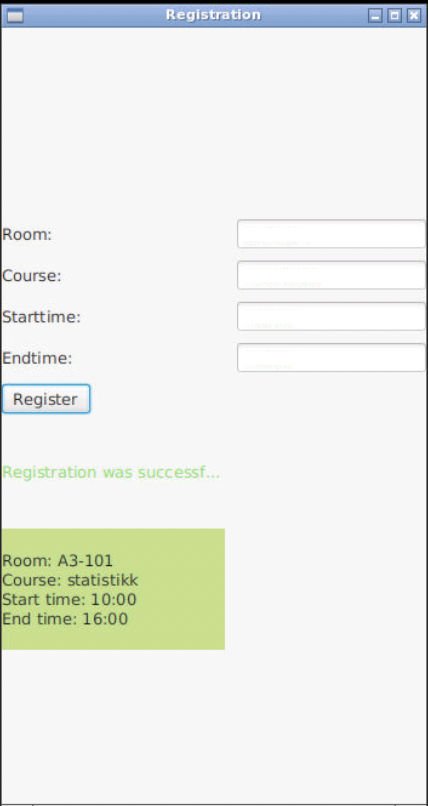 Registration
Room:
Course:
Starttime:
Endtime:
Register
Registration was successf...
Room: A3-101
Course: statistikk
Start time: 10:00
End time: 16:00